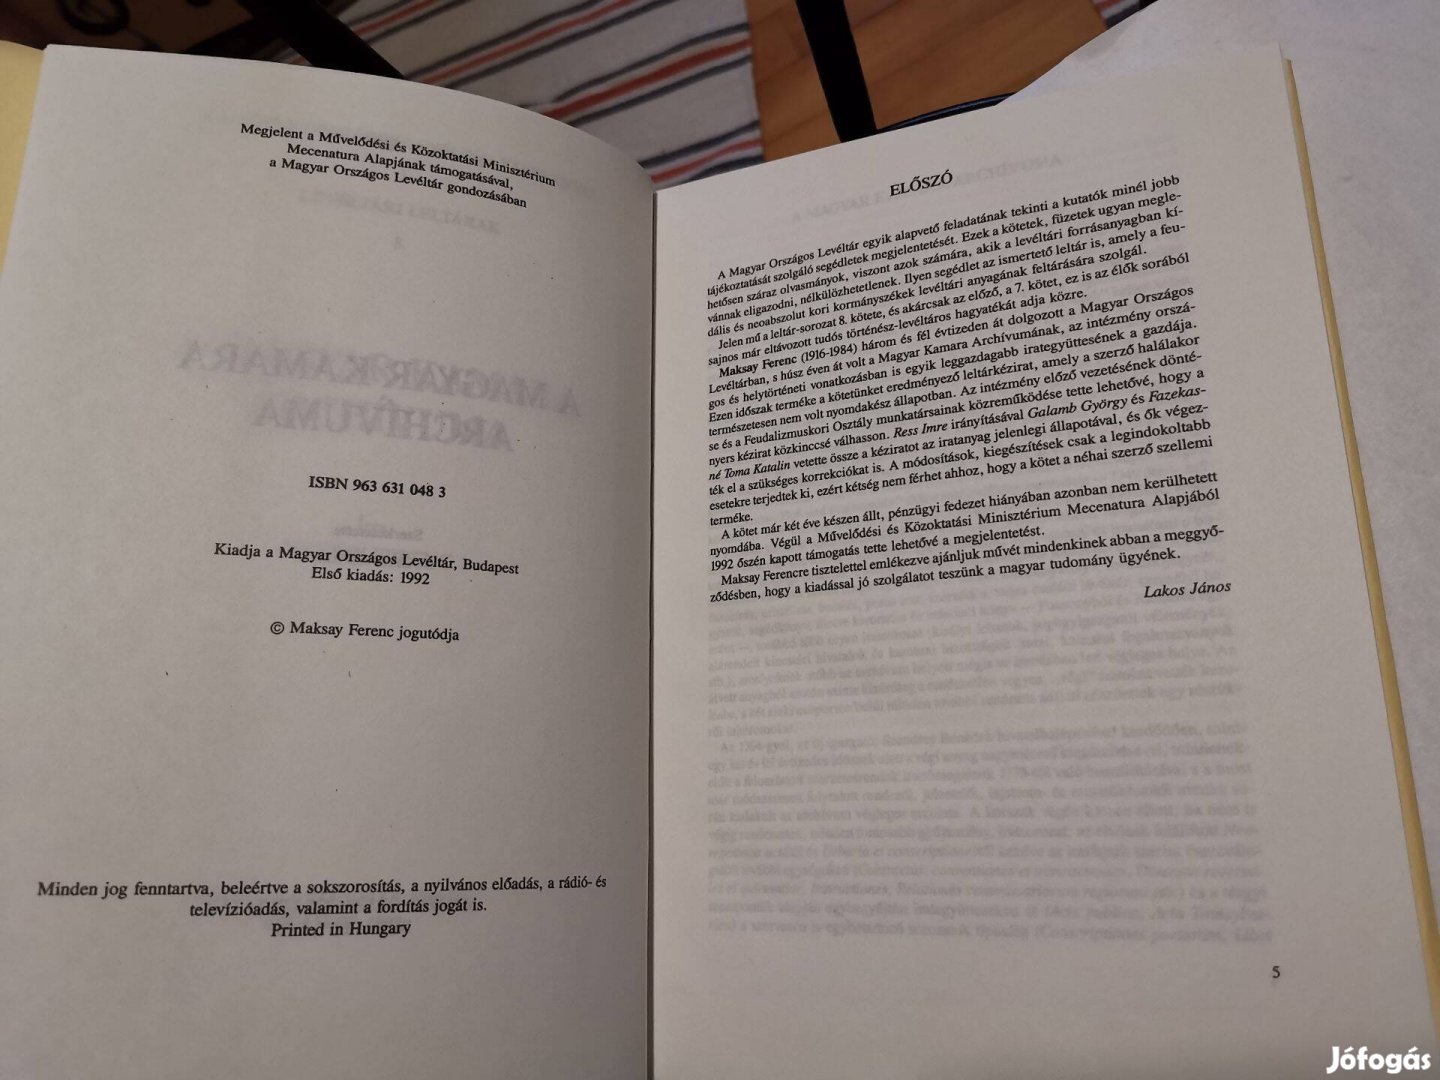 Megjelent a Művelődési és Közoktatási Minisztérium
Mecenatura Alapjának támogatásával,
a Magyar Országos Levéltár gondozásában
A MAGYAR KAMARA
ARCHÍVUMA
ISBN 963 631 048 3
Kiadja a Magyar Országos Levéltár, Budapest
Első kiadás: 1992
© Maksay Ferenc jogutódja
Minden jog fenntartva, beleértve a sokszorosítás, a nyilvános előadás, a rádió- és
televízióadás, valamint a fordítás jogát is.
Printed in Hungary
ELŐSZÓ
A Magyar Országos Levéltár egyik alapvető feladatának tekinti a kutatók minél jobb
tájékoztatását szolgáló segédletek megjelentetését. Ezek a kötetek, füzetek ugyan megle-
hetősen száraz olvasmányok, viszont azok számára, akik a levéltári forrásanyagban kí-
vánnak eligazodni, nélkülözhetetlenek. Ilyen segédlet az ismertető leltár is, amely a feu-
dális és neoabszolut kori kormányszékek levéltári anyagának feltárására szolgál.
Jelen mű a leltár-sorozat 8. kötete, és akárcsak az előző, a 7. kötet, ez is az élők sorából
sajnos már eltávozott tudós történész-levéltáros hagyatékát adja közre.
Maksay Ferenc (1916-1984) három és fél évtizeden át dolgozott a Magyar Országos
Levéltárban, s húsz éven át volt a Magyar Kamara Archívumának, az intézmény orszá-
gos és helytörténeti vonatkozásban is egyik leggazdagabb irategyüttesének a gazdája.
Ezen időszak terméke a kötetünket eredményező leltárkézirat, amely a szerző halálakor
természetesen nem volt nyomdakész állapotban. Az intézmény előző vezetésének dönté-
se és a Feudalizmuskori Osztály munkatársainak közreműködése tette lehetővé, hogy a
nyers kézirat közkinccsé válhasson. Ress Imre irányításával Galamb György és Fazekas-
né Toma Katalin vetette össze a kéziratot az iratanyag jelenlegi állapotával, és ők végez-
ték el a szükséges korrekciókat is. A módosítások, kiegészítések csak a legindokoltabb
esetekre terjedtek ki, ezért kétség nem férhet ahhoz, hogy a kötet a néhai szerző szellemi
terméke.
A kötet már két éve készen állt, pénzügyi fedezet hiányában azonban nem kerülhetett
nyomdába. Végül a Művelődési és Közoktatási Minisztérium Mecenatura Alapjából
1992 őszén kapott támogatás tette lehetővé a megjelentetést.
Maksay Ferencre tisztelettel emlékezve ajánljuk művét mindenkinek abban a meggyő-
ződésben, hogy a kiadással jó szolgálatot teszünk a magyar tudomány ügyének.
Lakos János
5
Jófogás